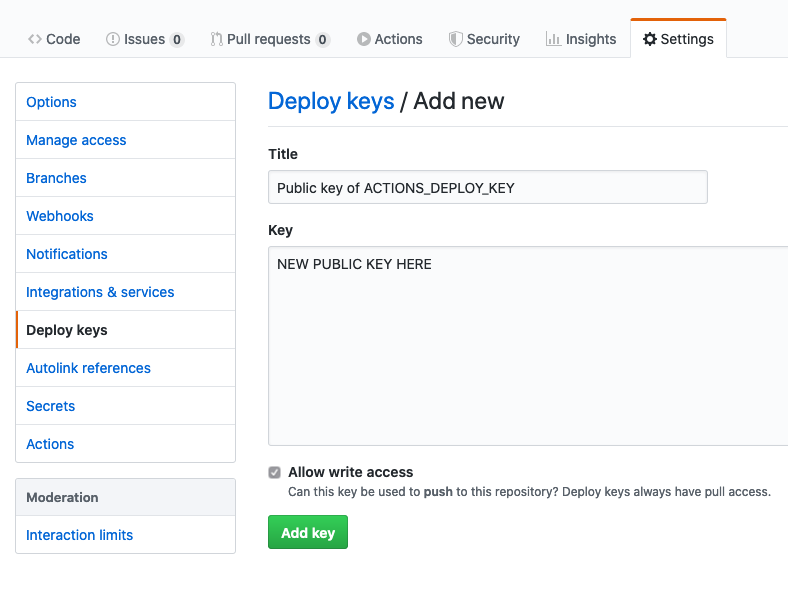 Code Issues 0 Pull requests 0 Actions Security Insights Settings
Options
Manage access
Branches
Webhooks
Notifications
Integrations & services
Deploy keys
Autolink references
Secrets
Actions
Moderation
Interaction limits
Deploy keys / Add new
Title
Public key of ACTIONS_DEPLOY_KEY
Key
NEW PUBLIC KEY HERE
Allow write access
Can this key be used to push to this repository? Deploy keys always have pull access.
Add key